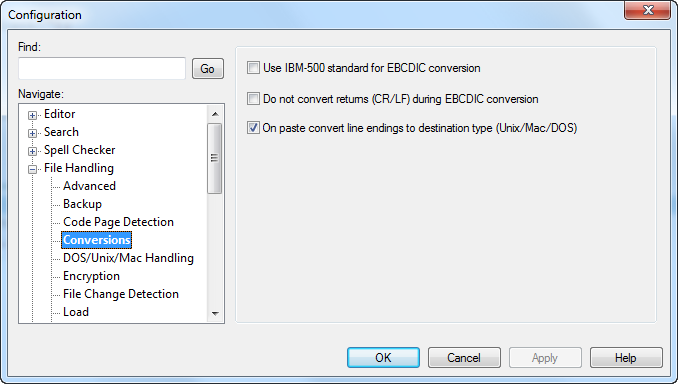 Configuration
Find:
Go
Navigate:
Editor
Search
Spell Checker
File Handling
Advanced
Backup
Code Page Detection
Conversions
DOS/Unix/Mac Handling
Encryption
File Change Detection
Load
Use IBM-500 standard for EBCDIC conversion
Do not convert returns (CR/LF) during EBCDIC conversion
On paste convert line endings to destination type (Unix/Mac/DOS)
OK
Cancel
Apply
Help